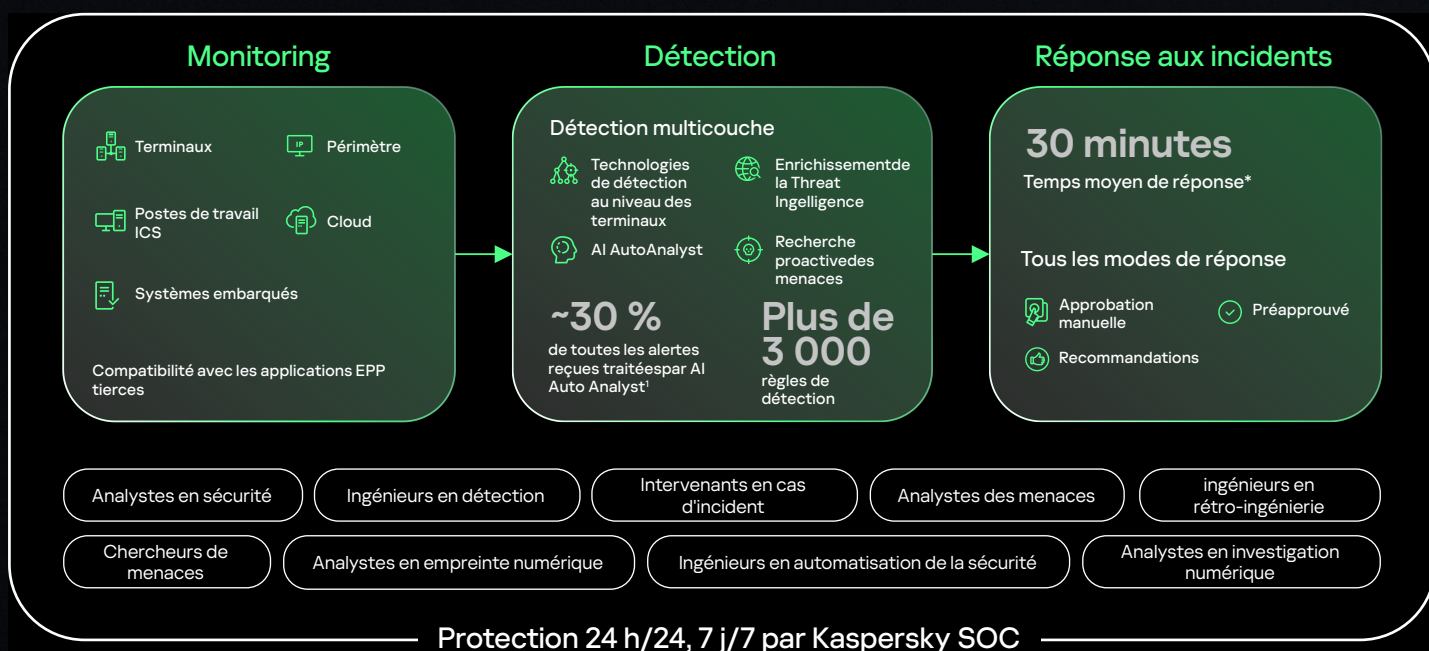 Monitoring
Détection
Réponse aux incidents
Terminaux
IP
Périmètre
Postes de travail
ICS
Cloud
Systèmes embarqués
Compatibilité avec les applications EPP
tierces
Détection multicouche
Technologies
de détection
au niveau des
terminaux
Enrichissementde
la Threat
Ingelligence
AI AutoAnalyst
Recherche
proactivedes
menaces
~30 %
de toutes les alertes
reçues traitéespar AI
Auto Analyst¹
Plus de
3 000
règles de
détection
30 minutes
Temps moyen de réponse*
Tous les modes de réponse
Approbation
manuelle
Préapprouvé
Recommandations
Analystes en sécurité
Ingénieurs en détection
Intervenants en cas
d'incident
Analystes des menaces
ingénieurs en
rétro-ingénierie
Chercheurs de
menaces
Analystes en empreinte numérique
Ingénieurs en automatisation de la sécurité
Analystes en investigation
numérique
Protection 24 h/24, 7 j/7 par Kaspersky SOC